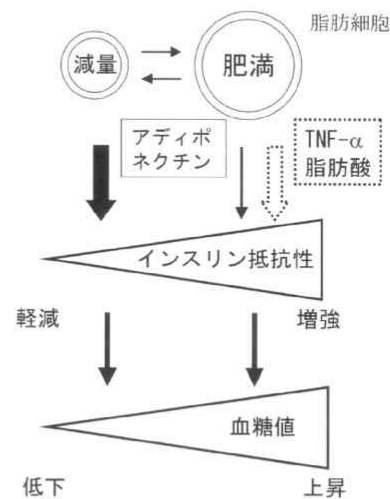 脂肪細胞
減量
肥満
アディポ
ネクチン
TNF-α
脂肪酸
インスリン抵抗性
軽減
増強
血糖値
低下
上昇